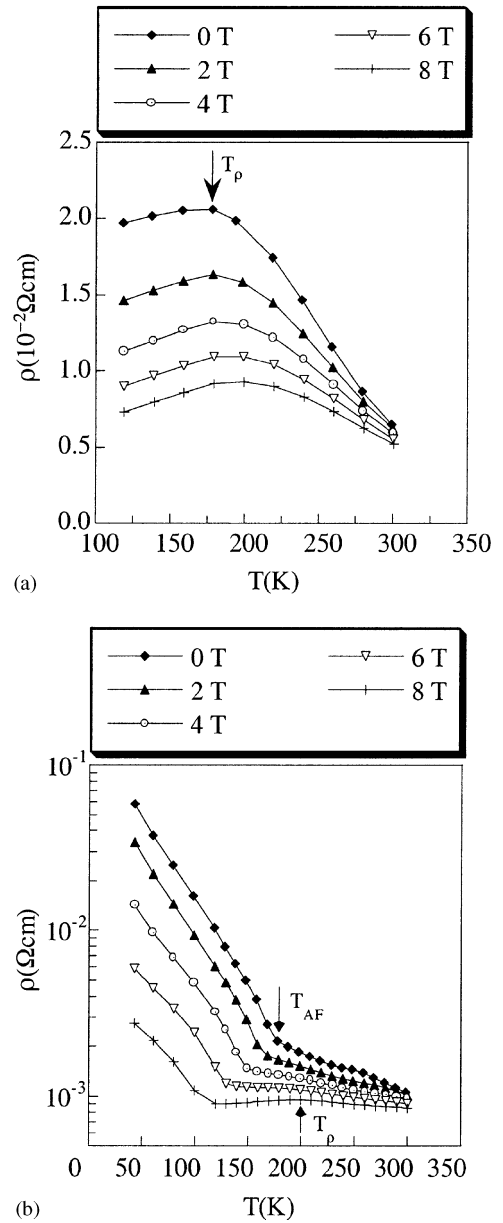 0 T 6 T
2 T 8 T
4 T
2.5
Tρ
2.0
1.5
ρ(10⁻²Ωcm)
1.0
0.5
0.0
100 150 200 250 300 350
T(K)
(a)
0 T 6 T
2 T 8 T
4 T
10⁻¹
ρ(Ωcm)
10⁻²
T_AF
10⁻³
Tρ
0 50 100 150 200 250 300 350
T(K)
(b)